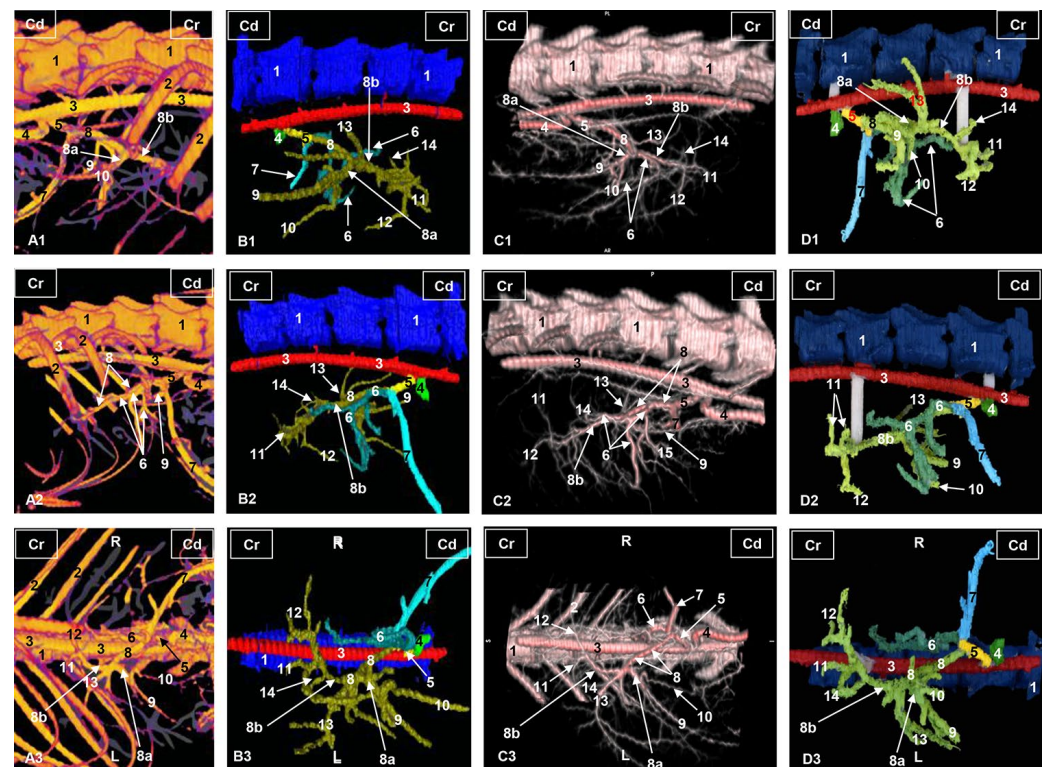 Cd Cr
1 1
2
3 3
4 5 8 8b
2
8a
9
10
7
A1
Cd Cr
1 1
3
8b
13
4 5 8 6
14
7
9 11
10 12
6 8a
B1
PL
Cd Cr
1 1
3
8a 8b
4 5
8 13
14
9
10 11
12
6
C1
AR
Cd Cr
1 1
8a 8b
13 3
14
4 5 8
9
11
10 6
12
7
6
D1
Cr Cd
1 1
3 2
8 3
2 5 4
6 9
7
A2
Cr Cd
1
3 3
13
14 5 4
9
6
11
12
8b 7
B2
P
Cr Cd
1 1
8
3
3
11 13
14 5 4
7
12
6 15
8b 9
C2
Cr Cd
1 1
11 3
3
13 5 4
6
8b
7
9
10
12
D2
Cr R Cd
2 7
2
4
12 6
3 3 8
1 5
11 10
13 9
8b
8a
A3 L
Cr R Cd
7
12
6 4
3
1 8
11 5
14 8
8b 10
9
13
B3 L 8a
R
Cr Cd
7
2 6 5
12
4
3
1
11 8
14
10
13 9
8b
8a
C3 L
S I
Cr R Cd
7
12
6
5 4
11 3 8
8 1
14 10
8b
13 9
8a
D3 L